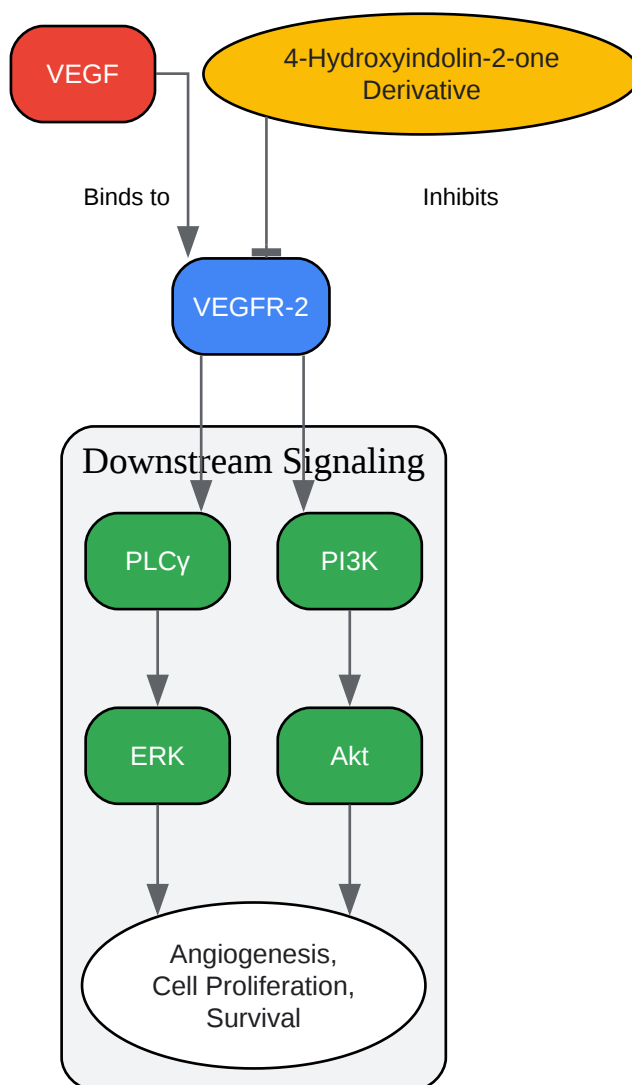 VEGF
4-Hydroxyindolin-2-one
Derivative
Binds to
Inhibits
VEGFR-2
Downstream Signaling
PLCγ
PI3K
ERK
Akt
Angiogenesis,
Cell Proliferation,
Survival